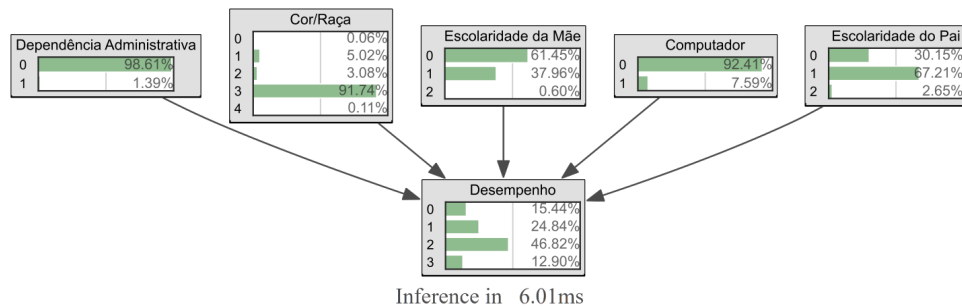 Dependência Administrativa
0 98.61%
1 1.39%
Cor/Raça
0 0.06%
1 5.02%
2 3.08%
3 91.74%
4 0.11%
Escolaridade da Mãe
0 61.45%
1 37.96%
2 0.60%
Computador
0 92.41%
1 7.59%
Escolaridade do Pai
0 30.15%
1 67.21%
2 2.65%
Desempenho
0 15.44%
1 24.84%
2 46.82%
3 12.90%
Inference in 6.01ms